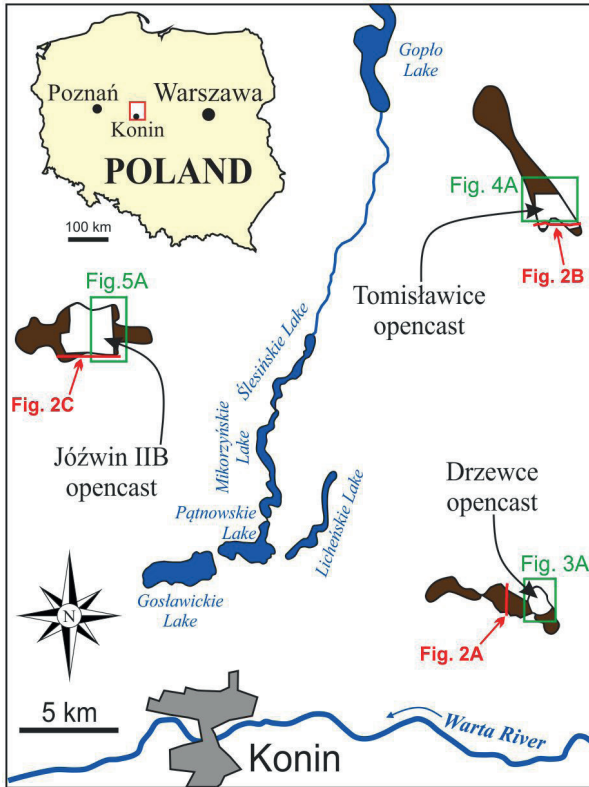 Gopło
Lake
Poznań
Warszawa
Konin
POLAND
100 km
Fig. 4A
Fig. 2B
Tomisławice
opencast
Fig.5A
Fig. 2C
Jóźwin IIB
opencast
Ślesińskie Lake
Mikorzyńskie
Lake
Pątnowskie
Lake
Licheńskie Lake
Gosławickie
Lake
Drzewce
opencast
Fig. 3A
Fig. 2A
N
5 km
Warta River
Konin